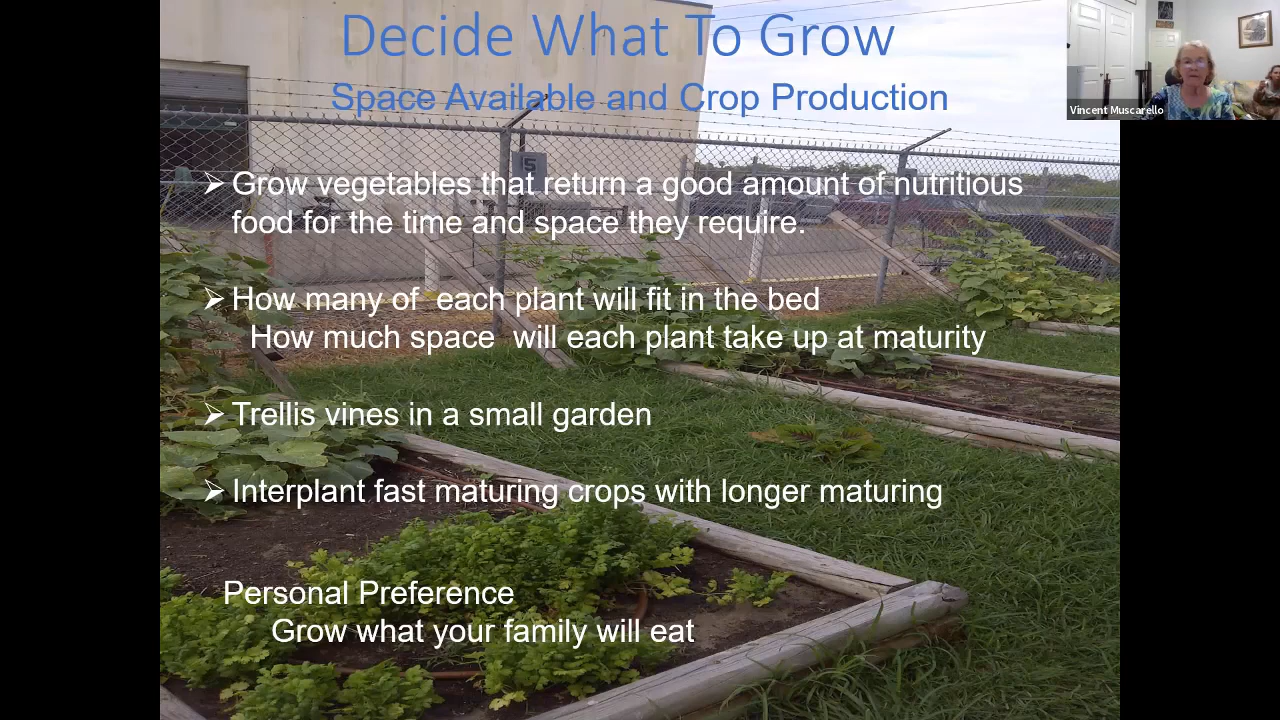 Decide What To Grow
Space Available and Crop Production
Vincent Muscarello
5
➢ Grow vegetables that return a good amount of nutritious
food for the time and space they require.
➢ How many of each plant will fit in the bed
How much space will each plant take up at maturity
➢ Trellis vines in a small garden
➢ Interplant fast maturing crops with longer maturing
Personal Preference
Grow what your family will eat